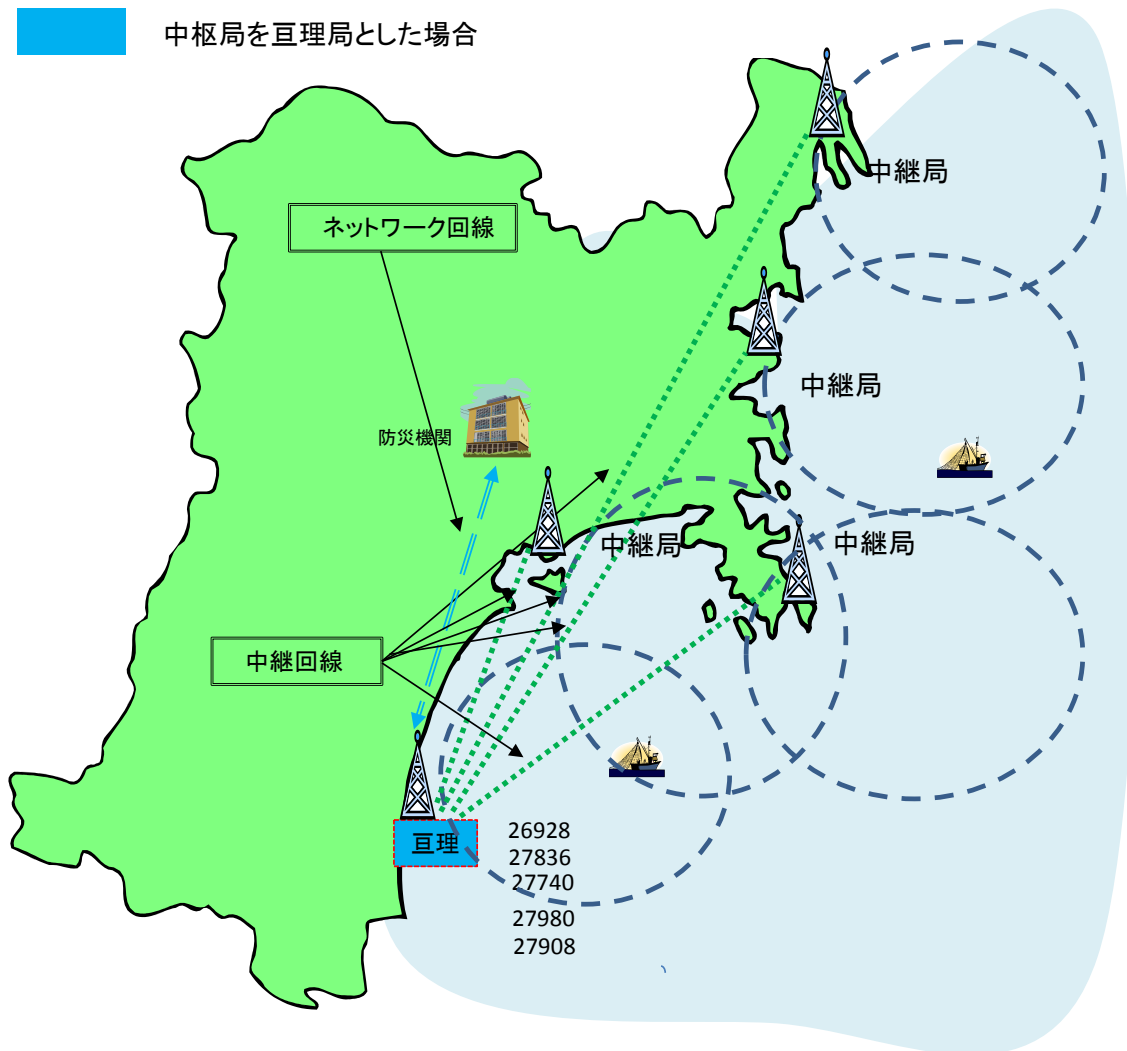 中枢局を亘理局とした場合
中継局
ネットワーク回線
中継局
防災機関
中継局
中継局
中継回線
亘理
26928
27836
27740
27980
27908